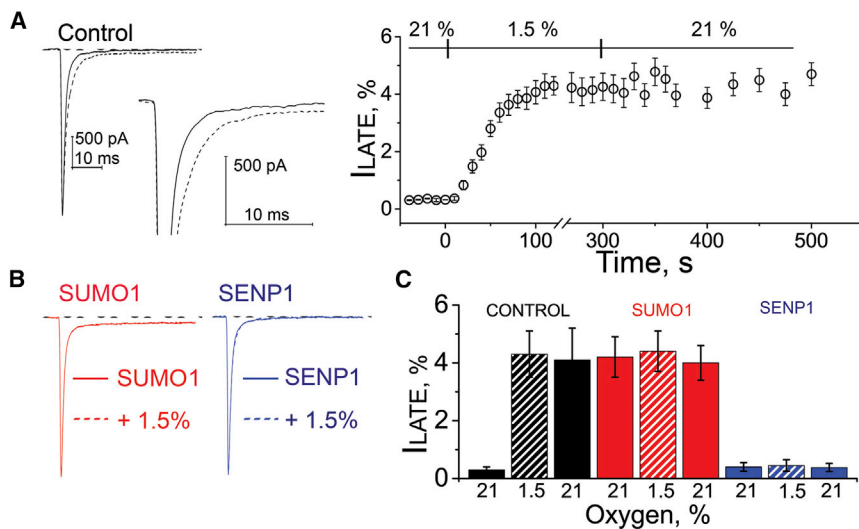 A
Control
500 pA
10 ms
500 pA
10 ms
21 % 1.5 % 21 %
ILATE, %
6
4
2
0
0 100 300 400 500
Time, s
B
SUMO1 SENP1
SUMO1 SENP1
+ 1.5% + 1.5%
C
CONTROL SUMO1 SENP1
ILATE, %
6
4
2
0
21 1.5 21 21 1.5 21 21 1.5 21
Oxygen, %